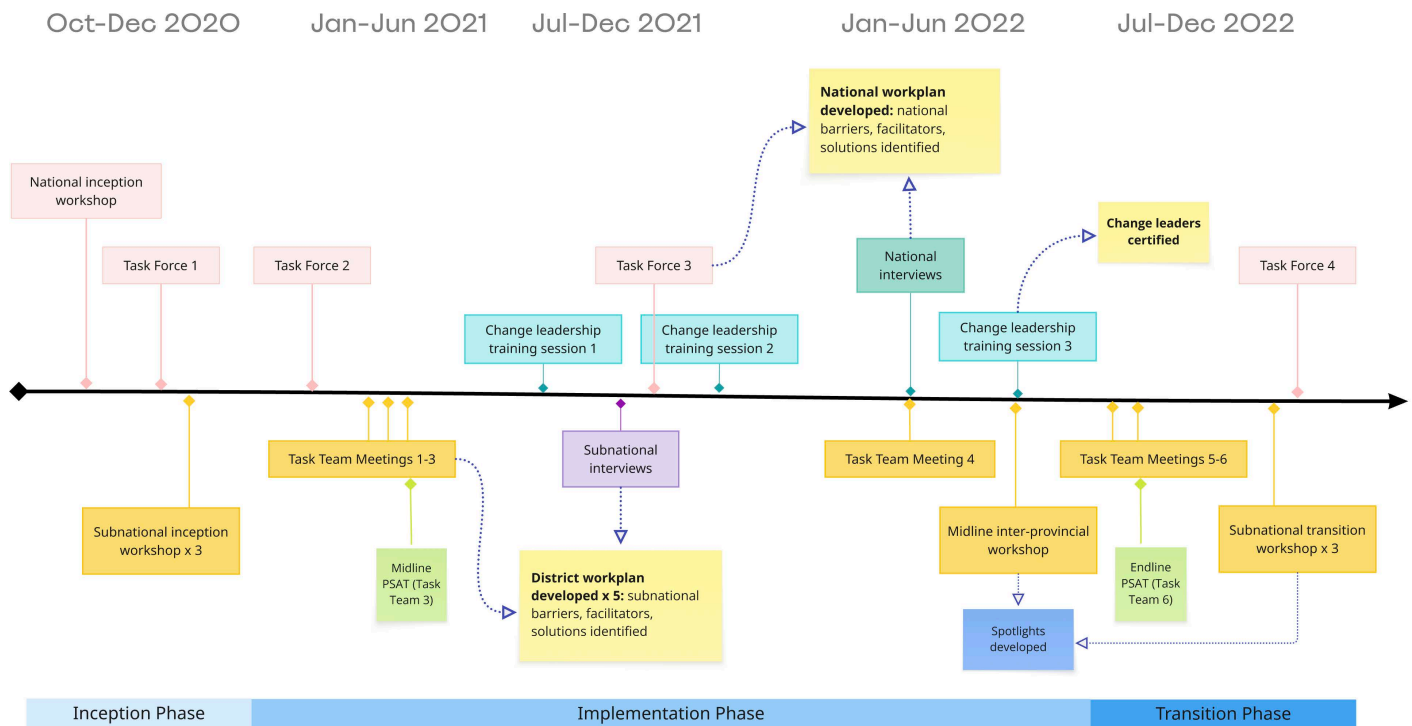 Oct-Dec 2020
Jan-Jun 2021
Jul-Dec 2021
Jan-Jun 2022
Jul-Dec 2022
National workplan
developed: national
barriers, facilitators,
solutions identified
National inception
workshop
Change leaders
certified
Task Force 1
Task Force 2
Task Force 3
National
interviews
Task Force 4
Change leadership
training session 1
Change leadership
training session 2
Change leadership
training session 3
Task Team Meetings 1-3
Subnational
interviews
Task Team Meeting 4
Task Team Meetings 5-6
Subnational inception
workshop x 3
Midline inter-provincial
workshop
Subnational transition
workshop x 3
Midline
PSAT (Task
Team 3)
District workplan
developed x 5: subnational
barriers, facilitators,
solutions identified
Endline
PSAT (Task
Team 6)
Spotlights
developed
Inception Phase
Implementation Phase
Transition Phase